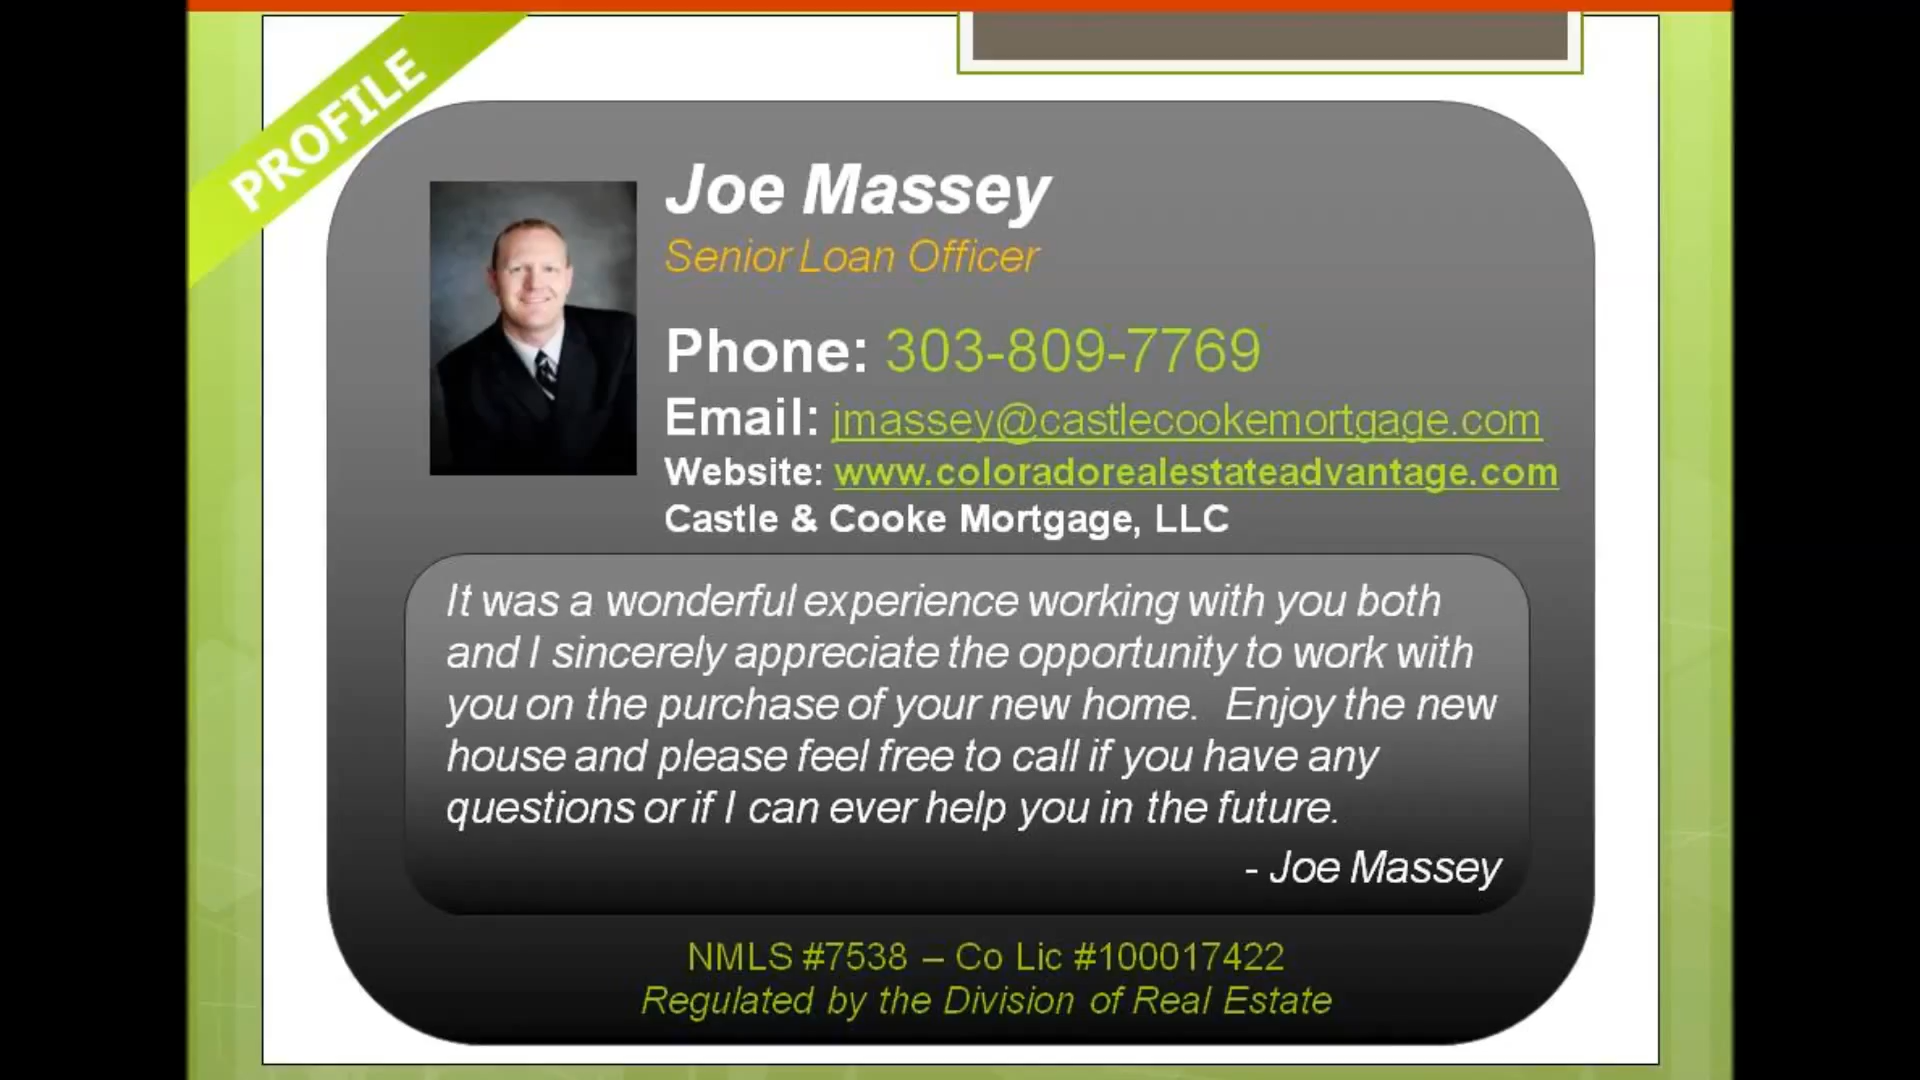 PROFILE
Joe Massey
Senior Loan Officer
Phone: 303-809-7769
Email: jmassey@castlecookemortgage.com
Website: www.coloradorealestateadvantage.com
Castle & Cooke Mortgage, LLC
It was a wonderful experience working with you both
and I sincerely appreciate the opportunity to work with
you on the purchase of your new home.  Enjoy the new
house and please feel free to call if you have any
questions or if I can ever help you in the future.
- Joe Massey
NMLS #7538 – Co Lic #100017422
Regulated by the Division of Real Estate